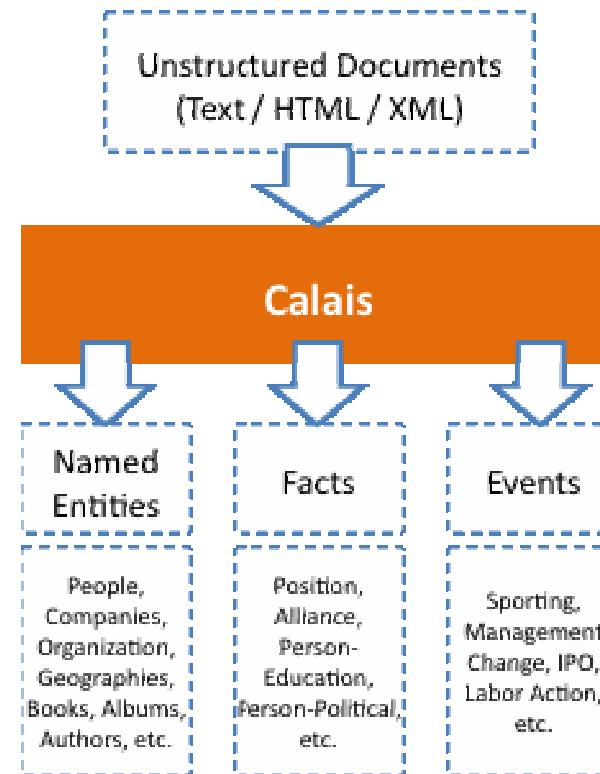 Unstructured Documents
(Text / HTML / XML)
Calais
Named
Entities
Facts
Events
People,
Companies,
Organization,
Geographies,
Books, Albums,
Authors, etc.
Position,
Alliance,
Person-
Education,
Person-Political,
etc.
Sporting,
Management
Change, IPO,
Labor Action,
etc.